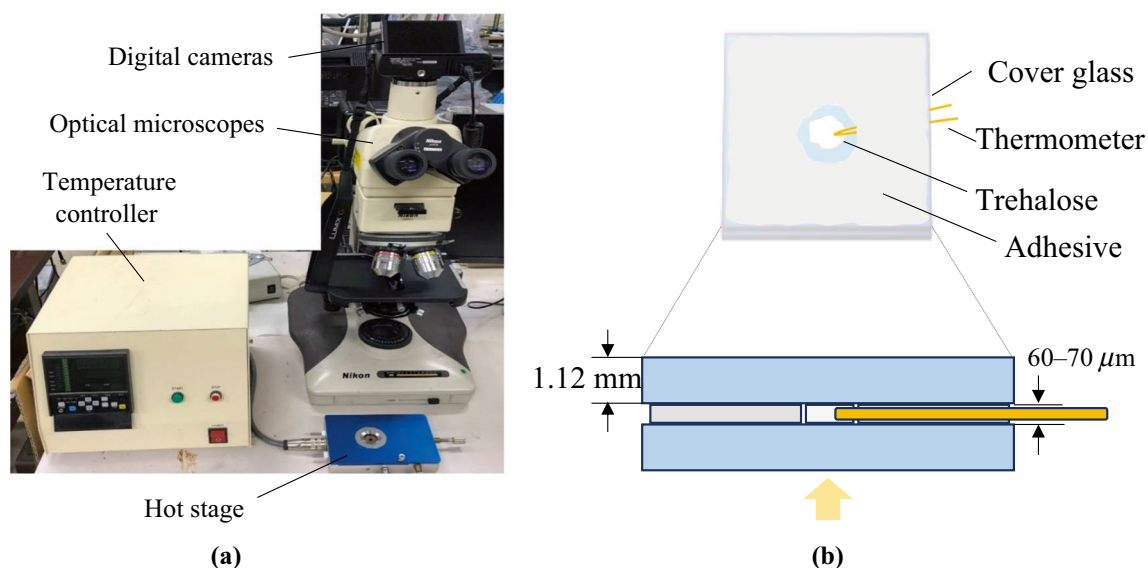 Digital cameras
Optical microscopes
Temperature
controller
Nikon
Hot stage
(a)
Cover glass
Thermometer
Trehalose
Adhesive
1.12 mm
60–70 μm
(b)